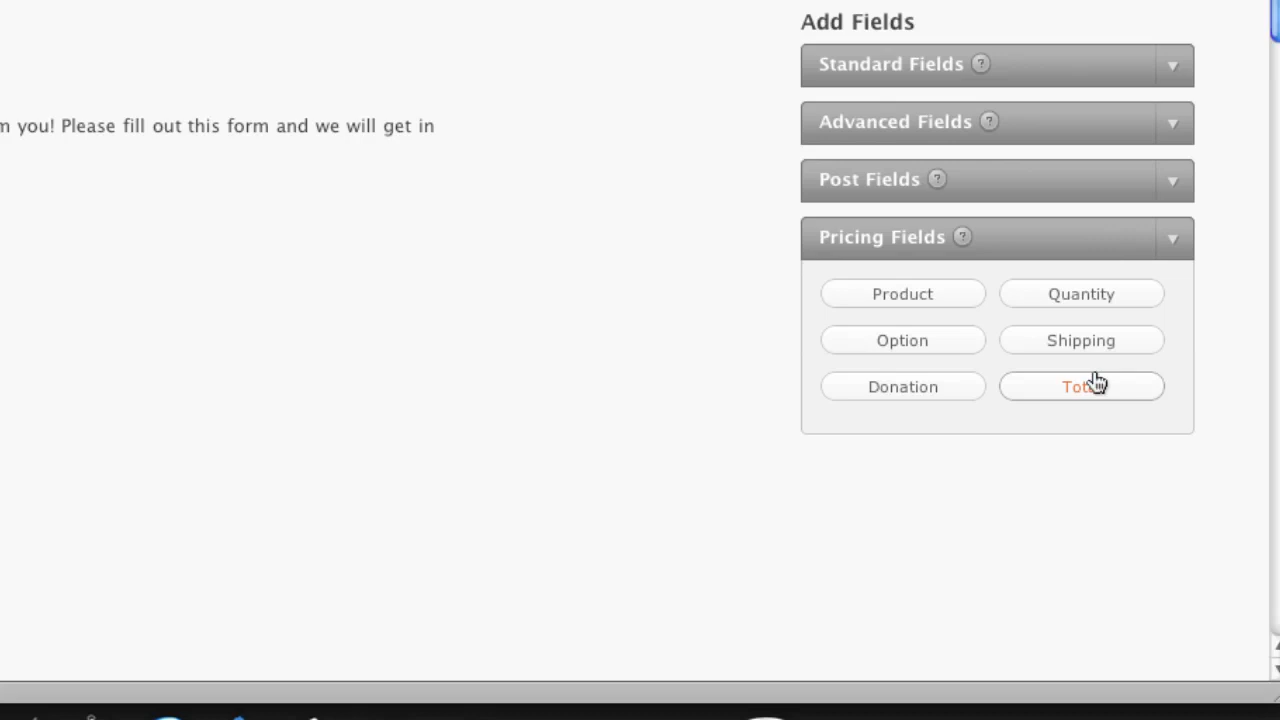 Add Fields
Standard Fields ?
m you! Please fill out this form and we will get in
Advanced Fields ?
Post Fields ?
Pricing Fields ?
Product Quantity
Option Shipping
Donation